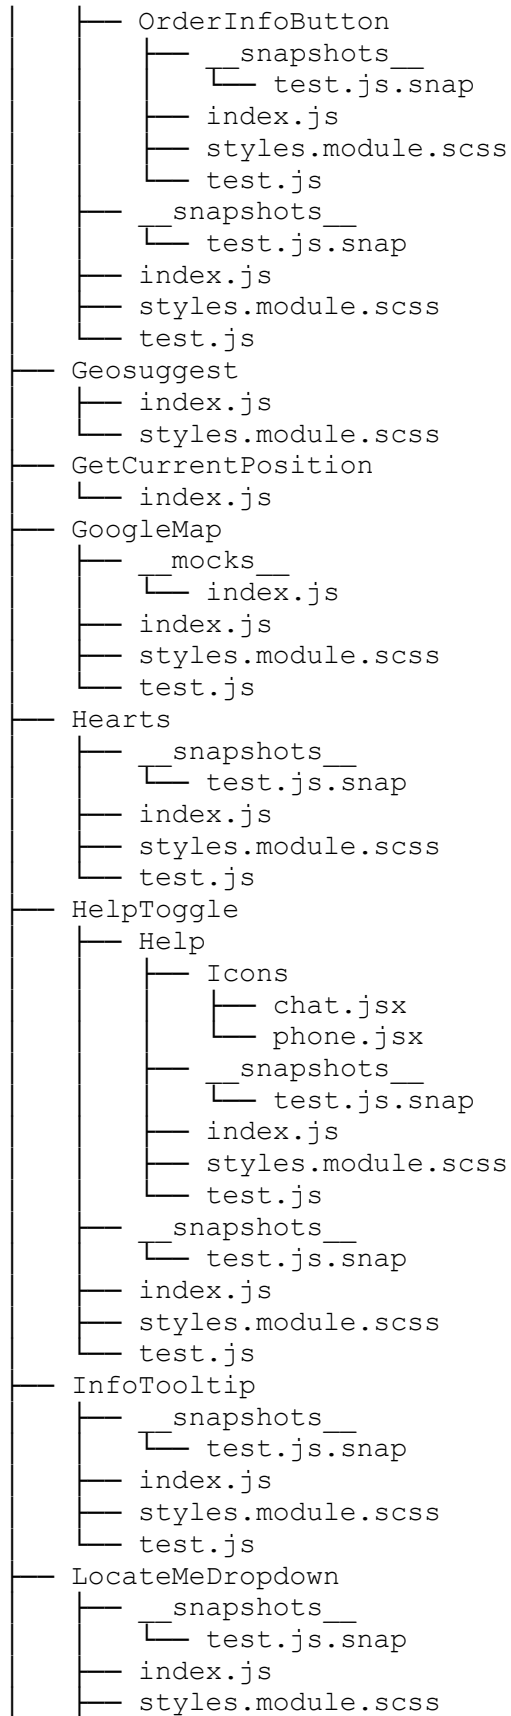 │   ├── OrderInfoButton
│   │   ├── __snapshots__
│   │   │   └── test.js.snap
│   │   ├── index.js
│   │   ├── styles.module.scss
│   │   └── test.js
│   ├── __snapshots__
│   │   └── test.js.snap
│   ├── index.js
│   ├── styles.module.scss
│   └── test.js
├── Geosuggest
│   ├── index.js
│   └── styles.module.scss
├── GetCurrentPosition
│   └── index.js
├── GoogleMap
│   ├── __mocks__
│   │   └── index.js
│   ├── index.js
│   ├── styles.module.scss
│   └── test.js
├── Hearts
│   ├── __snapshots__
│   │   └── test.js.snap
│   ├── index.js
│   ├── styles.module.scss
│   └── test.js
├── HelpToggle
│   ├── Help
│   │   ├── Icons
│   │   │   ├── chat.jsx
│   │   │   └── phone.jsx
│   │   ├── __snapshots__
│   │   │   └── test.js.snap
│   │   ├── index.js
│   │   ├── styles.module.scss
│   │   └── test.js
│   ├── __snapshots__
│   │   └── test.js.snap
│   ├── index.js
│   ├── styles.module.scss
│   └── test.js
├── InfoTooltip
│   ├── __snapshots__
│   │   └── test.js.snap
│   ├── index.js
│   ├── styles.module.scss
│   └── test.js
├── LocateMeDropdown
│   ├── __snapshots__
│   │   └── test.js.snap
│   ├── index.js
│   ├── styles.module.scss